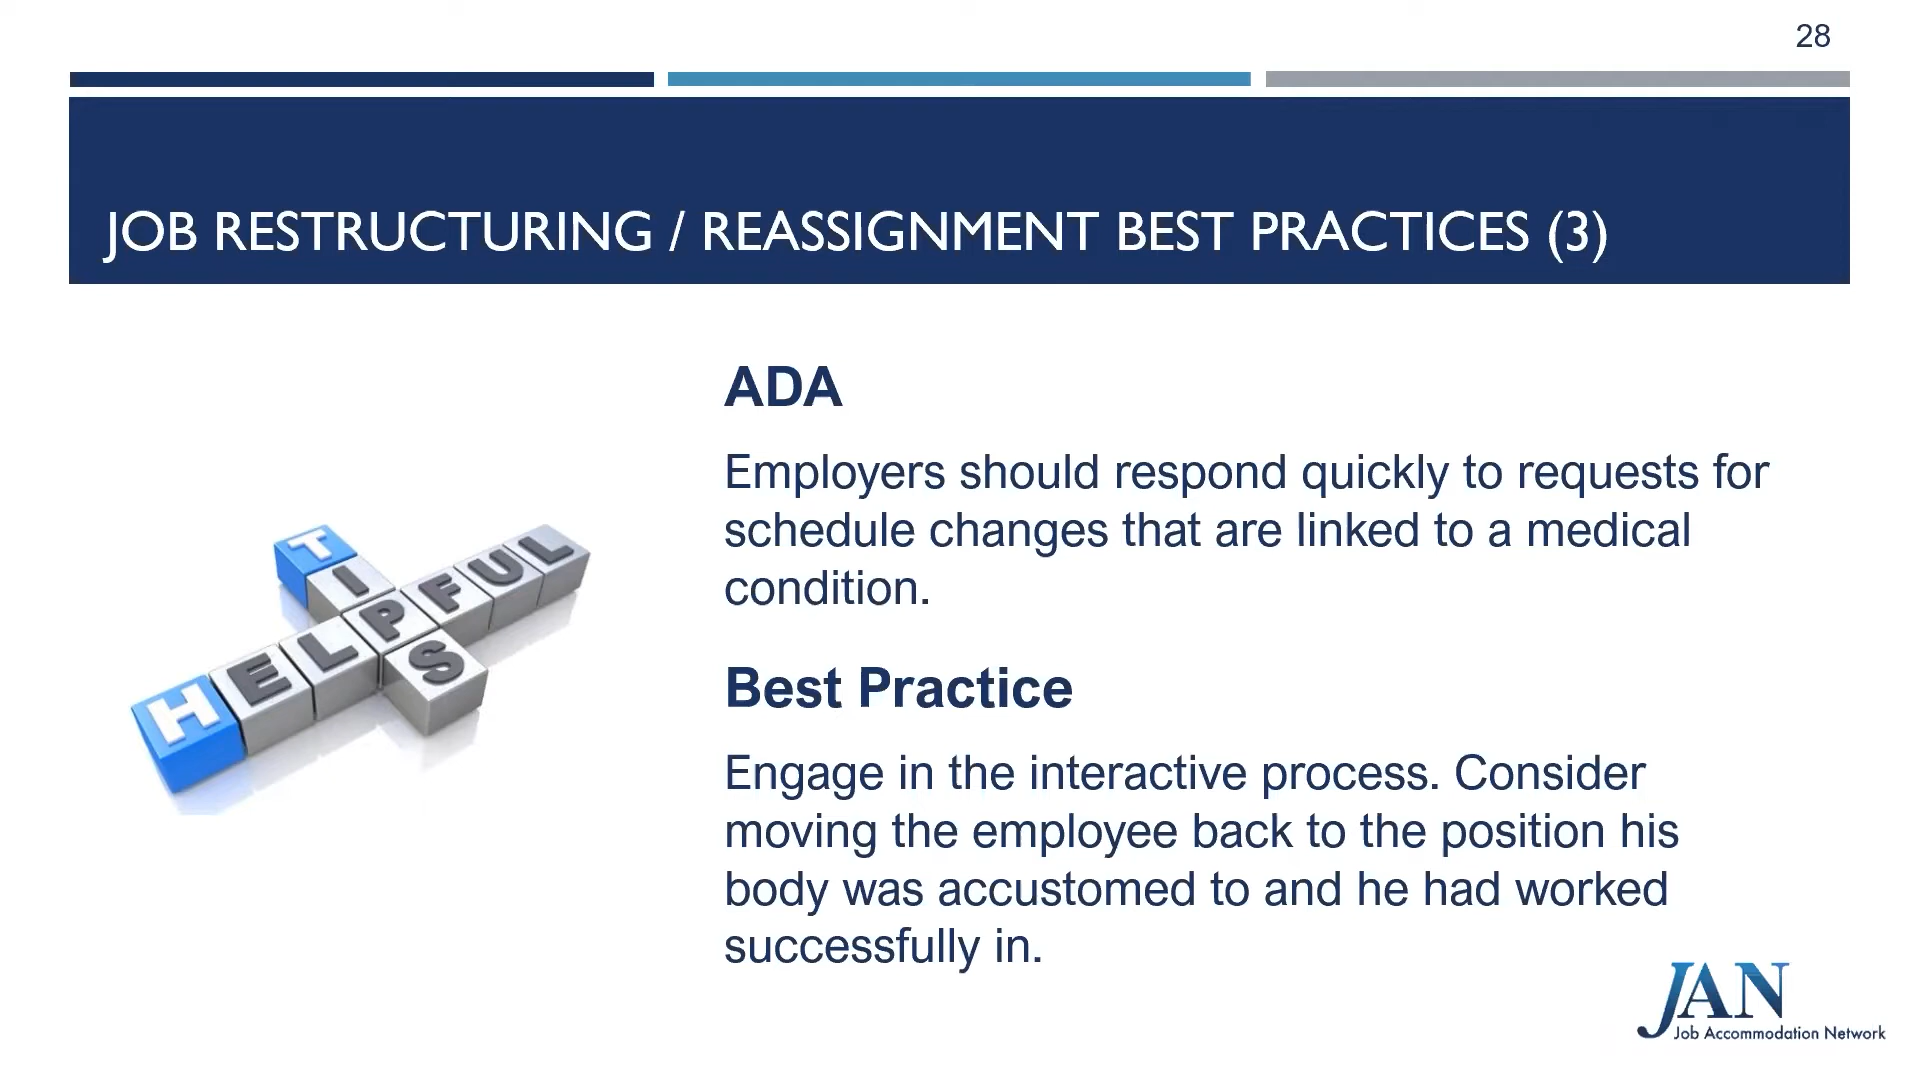 28
JOB RESTRUCTURING / REASSIGNMENT BEST PRACTICES (3)
TIPS
HELPFUL
ADA
Employers should respond quickly to requests for
schedule changes that are linked to a medical
condition.
Best Practice
Engage in the interactive process. Consider
moving the employee back to the position his
body was accustomed to and he had worked
successfully in.
JAN
Job Accommodation Network